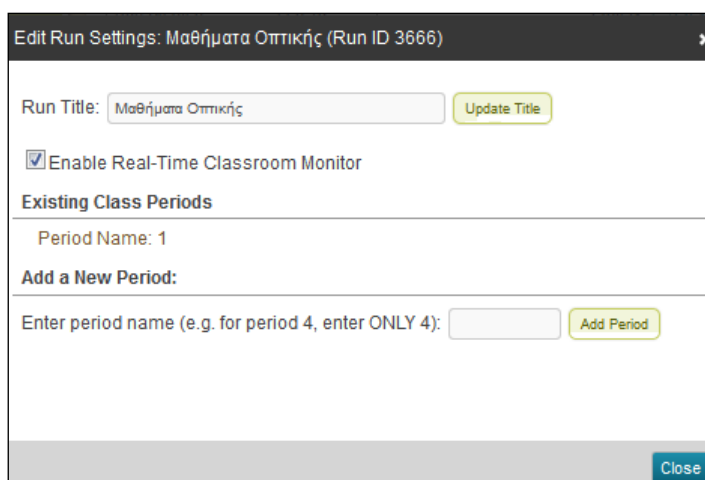 Edit Run Settings: Μαθήματα Οπτικής (Run ID 3666)
Run Title: Μαθήματα Οπτικής Update Title
Enable Real-Time Classroom Monitor
Existing Class Periods
Period Name: 1
Add a New Period:
Enter period name (e.g. for period 4, enter ONLY 4): Add Period
Close